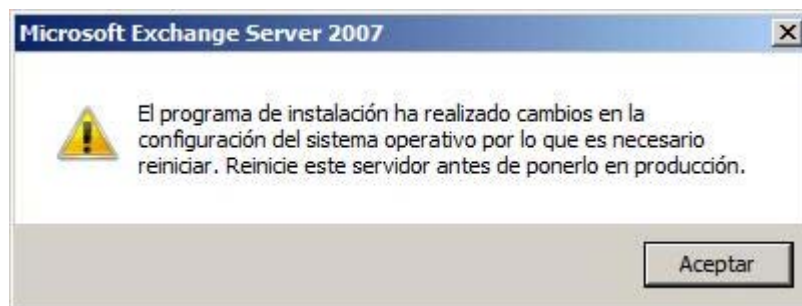 Microsoft Exchange Server 2007
El programa de instalación ha realizado cambios en la
configuración del sistema operativo por lo que es necesario
reiniciar. Reinicie este servidor antes de ponerlo en producción.
Aceptar